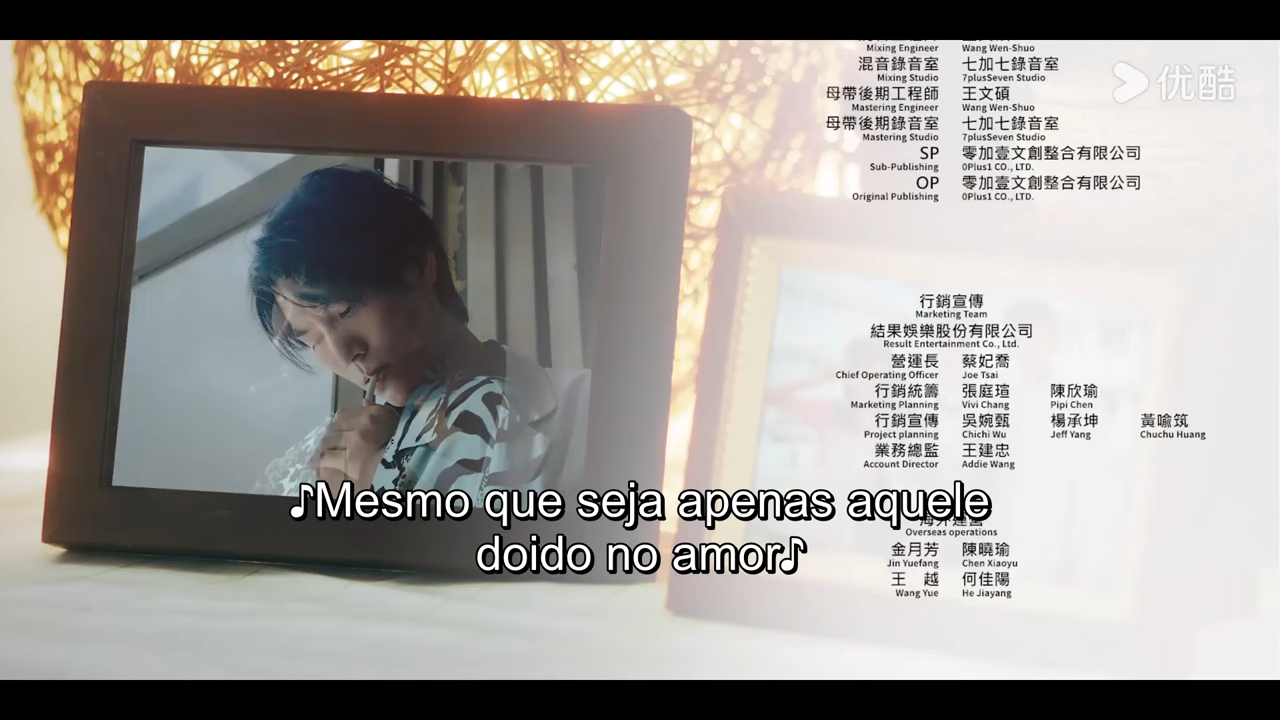 Mixing Engineer Wang Wen-Shuo
混音錄音室 七加七錄音室
Mixing Studio 7plusSeven Studio
优酷
母帶後期工程師 王文碩
Mastering Engineer Wang Wen-Shuo
母帶後期錄音室 七加七錄音室
Mastering Studio 7plusSeven Studio
SP 零加壹文創整合有限公司
Sub-Publishing 0Plus1 CO., LTD.
OP 零加壹文創整合有限公司
Original Publishing 0Plus1 CO., LTD.
行銷宣傳
Marketing Team
結果娛樂股份有限公司
Result Entertainment Co., Ltd.
營運長 蔡妃喬
Chief Operating Officer Joe Tsai
行銷統籌 張庭瑄 陳欣瑜
Marketing Planning Vivi Chang Pipi Chen
行銷宣傳 吳婉甄 楊承坤 黃喻筑
Project planning Chichi Wu Jeff Yang Chuchu Huang
業務總監 王建忠
Account Director Addie Wang
♪Mesmo que seja apenas aquele
doido no amor♪
Overseas operations
金月芳 陳曉瑜
Jin Yuefang Chen Xiaoyu
王 越 何佳陽
Wang Yue He Jiayang